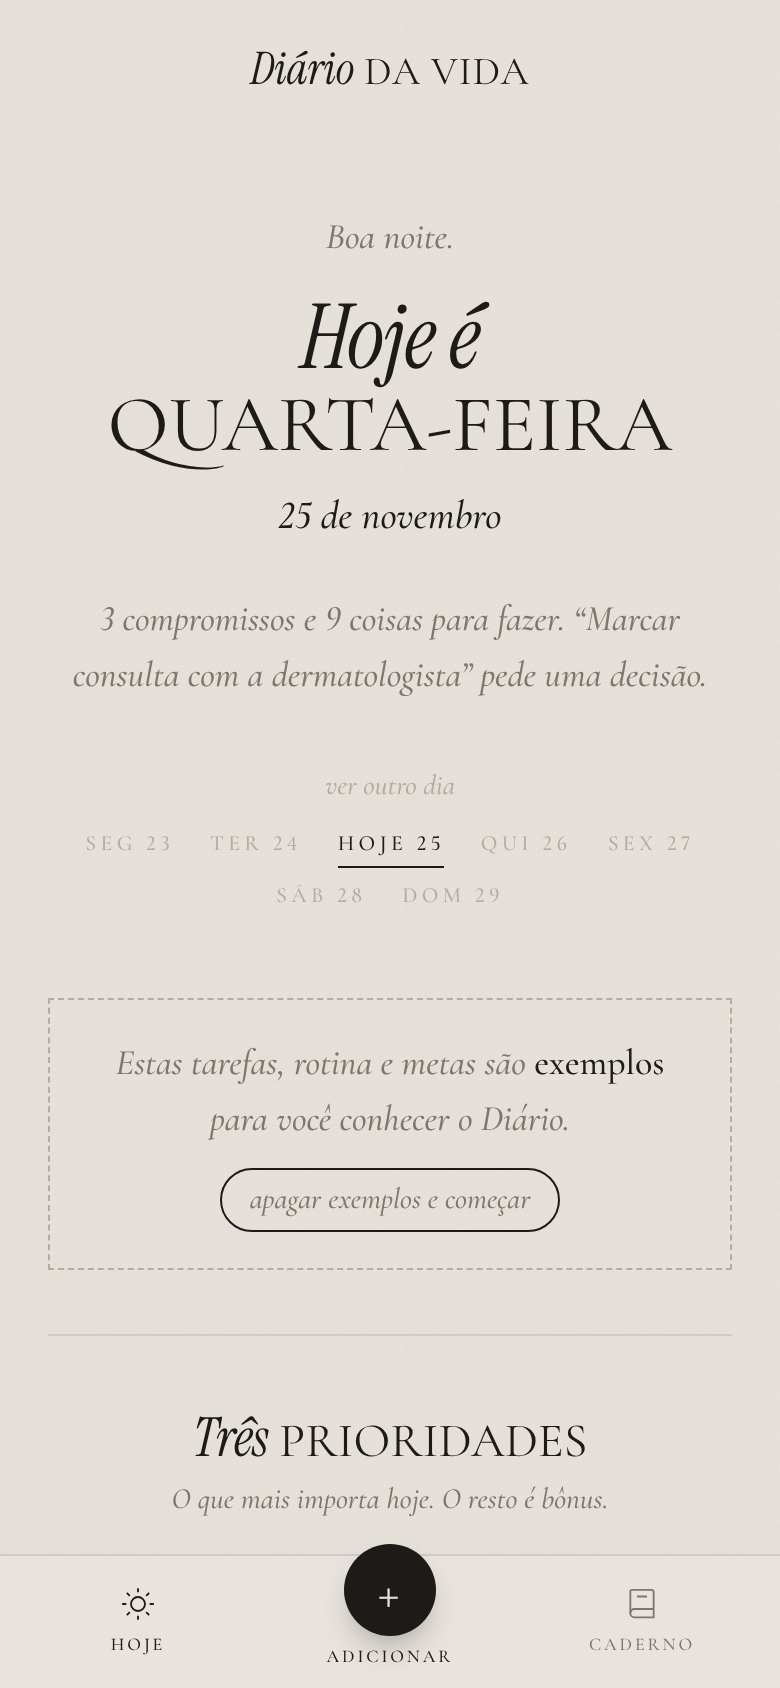 Diário DA VIDA
Boa noite.
Hoje é
QUARTA-FEIRA
25 de novembro
3 compromissos e 9 coisas para fazer. “Marcar
consulta com a dermatologista” pede uma decisão.
ver outro dia
SEG 23 TER 24 HOJE 25 QUI 26 SEX 27
SÁB 28 DOM 29
Estas tarefas, rotina e metas são exemplos
para você conhecer o Diário.
apagar exemplos e começar
Três PRIORIDADES
O que mais importa hoje. O resto é bônus.
+
HOJE ADICIONAR CADERNO